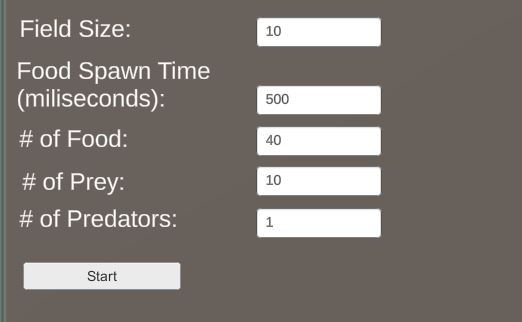 Field Size: 10
Food Spawn Time
(miliseconds): 500
# of Food: 40
# of Prey: 10
# of Predators: 1
Start